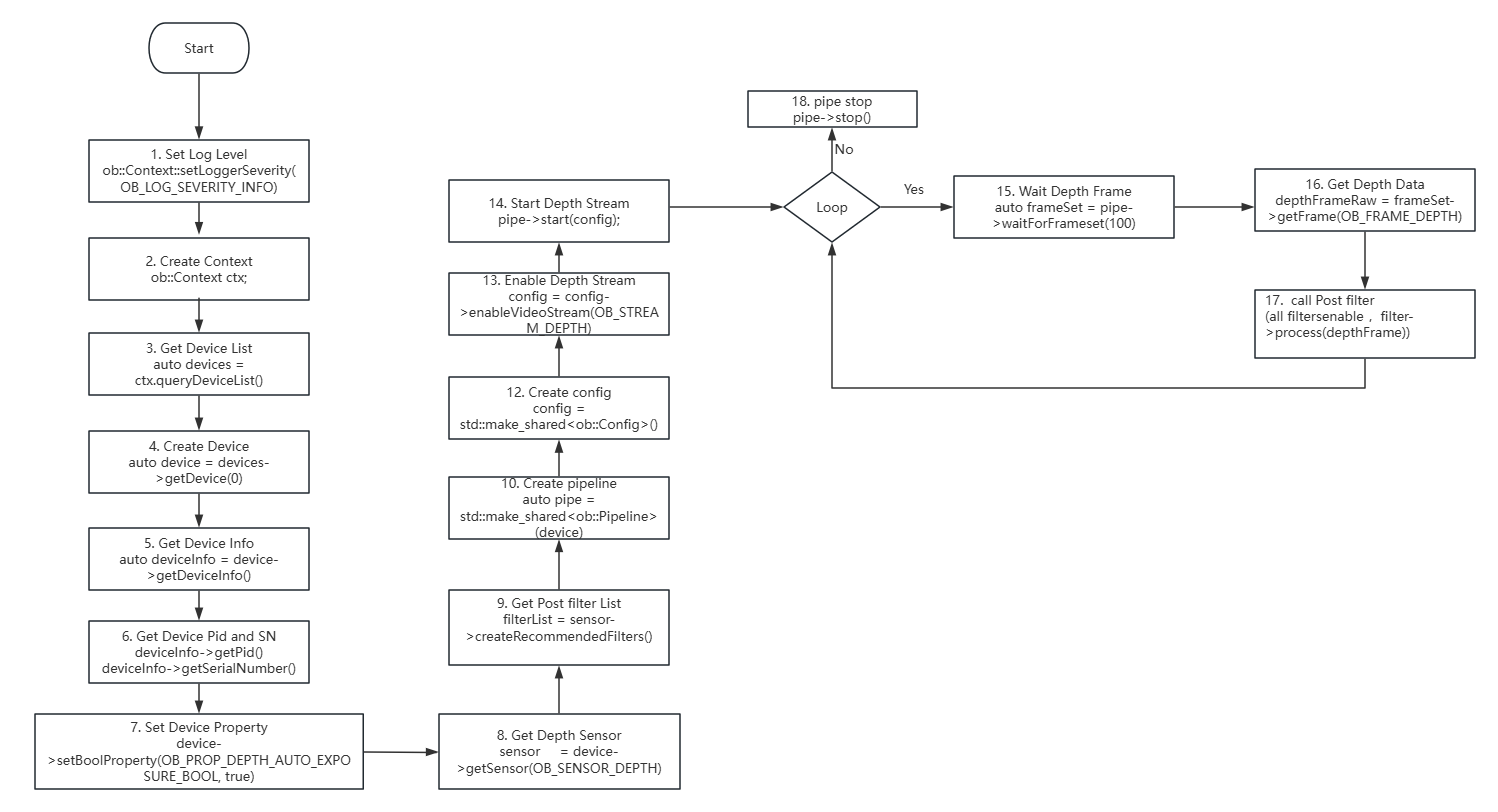 Start
1. Set Log Level
ob::Context::setLoggerSeverity(
OB_LOG_SEVERITY_INFO)
2. Create Context
ob::Context ctx;
3. Get Device List
auto devices =
ctx.queryDeviceList()
4. Create Device
auto device = devices-
>getDevice(0)
5. Get Device Info
auto deviceInfo = device-
>getDeviceInfo()
6. Get Device Pid and SN
deviceInfo->getPid()
deviceInfo->getSerialNumber()
7. Set Device Property
device-
>setBoolProperty(OB_PROP_DEPTH_AUTO_EXPO
SURE_BOOL, true)
8. Get Depth Sensor
sensor = device-
>getSensor(OB_SENSOR_DEPTH)
9. Get Post filter List
filterList = sensor-
>createRecommendedFilters()
10. Create pipeline
auto pipe =
std::make_shared<ob::Pipeline>
(device)
12. Create config
config =
std::make_shared<ob::Config>()
13. Enable Depth Stream
config = config-
>enableVideoStream(OB_STREA
M_DEPTH)
14. Start Depth Stream
pipe->start(config);
Loop
No
18. pipe stop
pipe->stop()
Yes
15. Wait Depth Frame
auto frameSet = pipe-
>waitForFrameset(100)
16. Get Depth Data
depthFrameRaw = frameSet-
>getFrame(OB_FRAME_DEPTH)
17. call Post filter
(all filtersenable , filter-
>process(depthFrame))